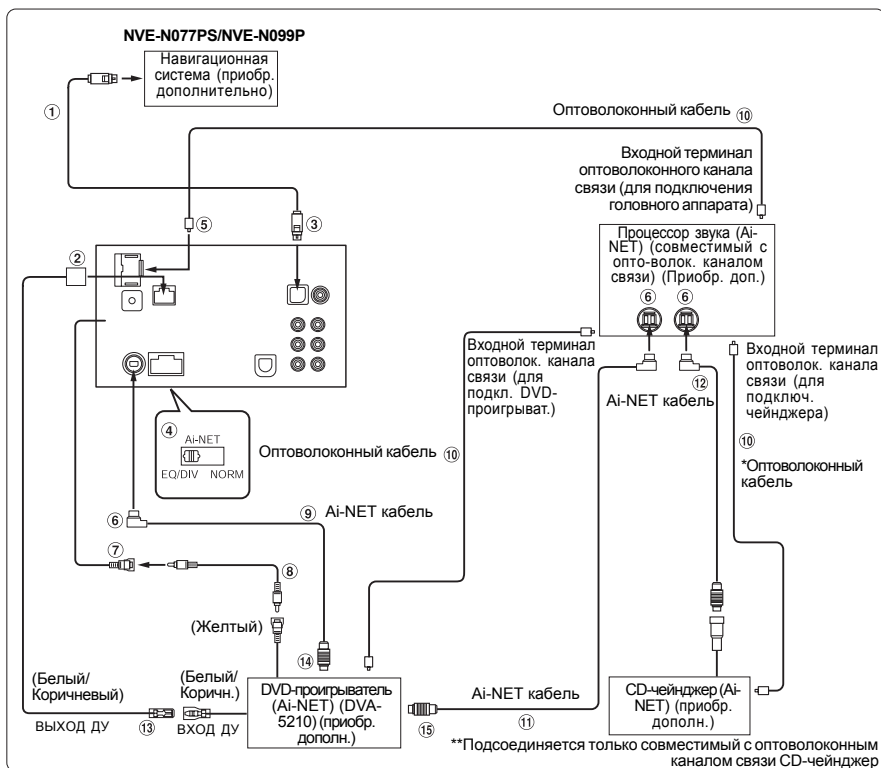 NVE-N077PS/NVE-N099P
Навигационная
система (приобр.
дополнительно)
①
Оптоволоконный кабель ⑩
Входной терминал
оптоволоконного канала
связи (для подключения
головного аппарата)
⑤
③
②
Процессор звука (Ai-
NET) (совместимый с
опто-волок. каналом
связи) (Приобр. доп.)
⑥ ⑥
Входной терминал
оптоволок. канала
связи (для
подкл. DVD-
проигрыват.)
⑫
Ai-NET кабель
Входной терминал
оптоволок. канала
связи (для
подключ.
чейнджера)
⑩
*Оптоволоконный
кабель
④
Ai-NET
EQ/DIV NORM
Оптоволоконный кабель ⑩
⑥
⑨ Ai-NET кабель
⑦
⑧
(Желтый)
⑭
(Белый/
Коричневый)
ВЫХОД ДУ
⑬
(Белый/
Коричн.)
ВХОД ДУ
DVD-проигрыватель
(Ai-NET) (DVA-
5210) (приобр.
дополн.)
⑮
Ai-NET кабель
⑪
CD-чейнджер (Ai-
NET) (приобр.
дополн.)
**Подсоединяется только совместимый с оптоволоконным
каналом связи CD-чейнджер